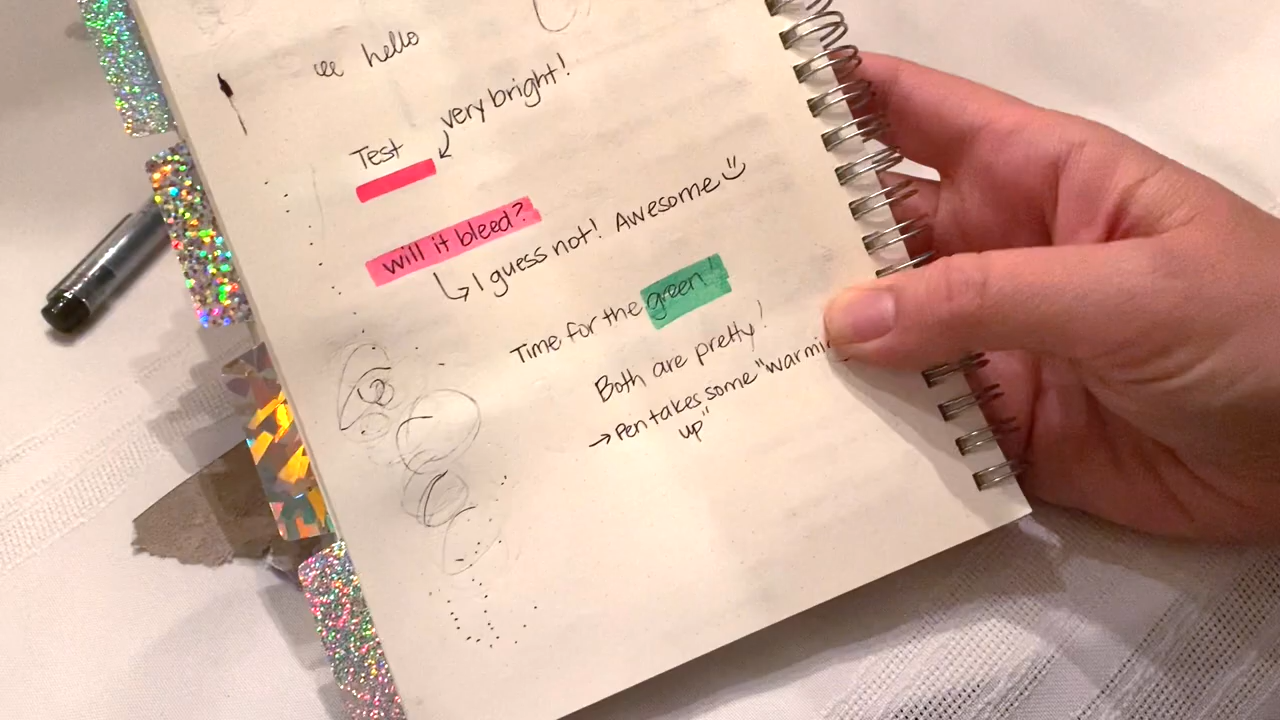 hello
very bright!
Test
will it bleed?
I guess not! Awesome
Time for the green!
Both are pretty!
→ Pen takes some "warmin
up"